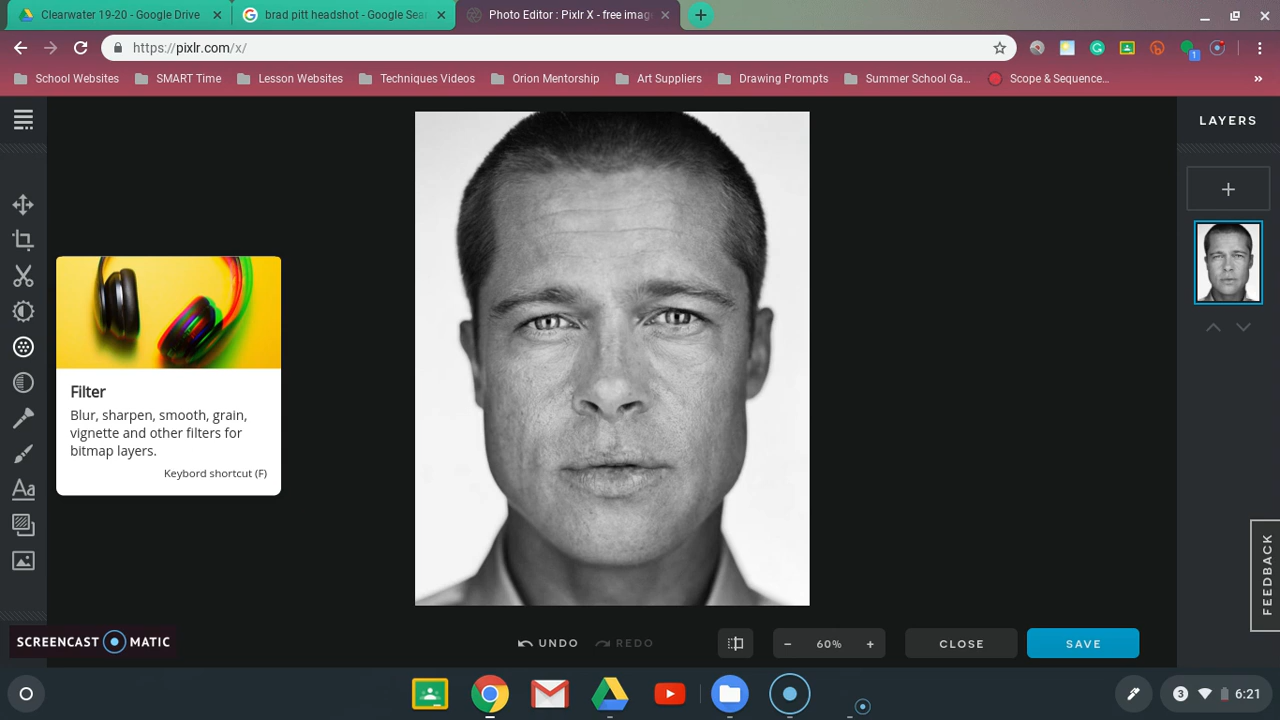 Clearwater 19-20 - Google Drive
brad pitt headshot - Google Sear
Photo Editor : Pixlr X - free imag
https://pixlr.com/x/
1
School Websites
SMART Time
Lesson Websites
Techniques Videos
Orion Mentorship
Art Suppliers
Drawing Prompts
Summer School Ga...
Scope & Sequence...
»
LAYERS
Filter
Blur, sharpen, smooth, grain,
vignette and other filters for
bitmap layers.
Keybord shortcut (F)
Aa
FEEDBACK
SCREENCAST MATIC
UNDO
REDO
60%
CLOSE
SAVE
3
6:21